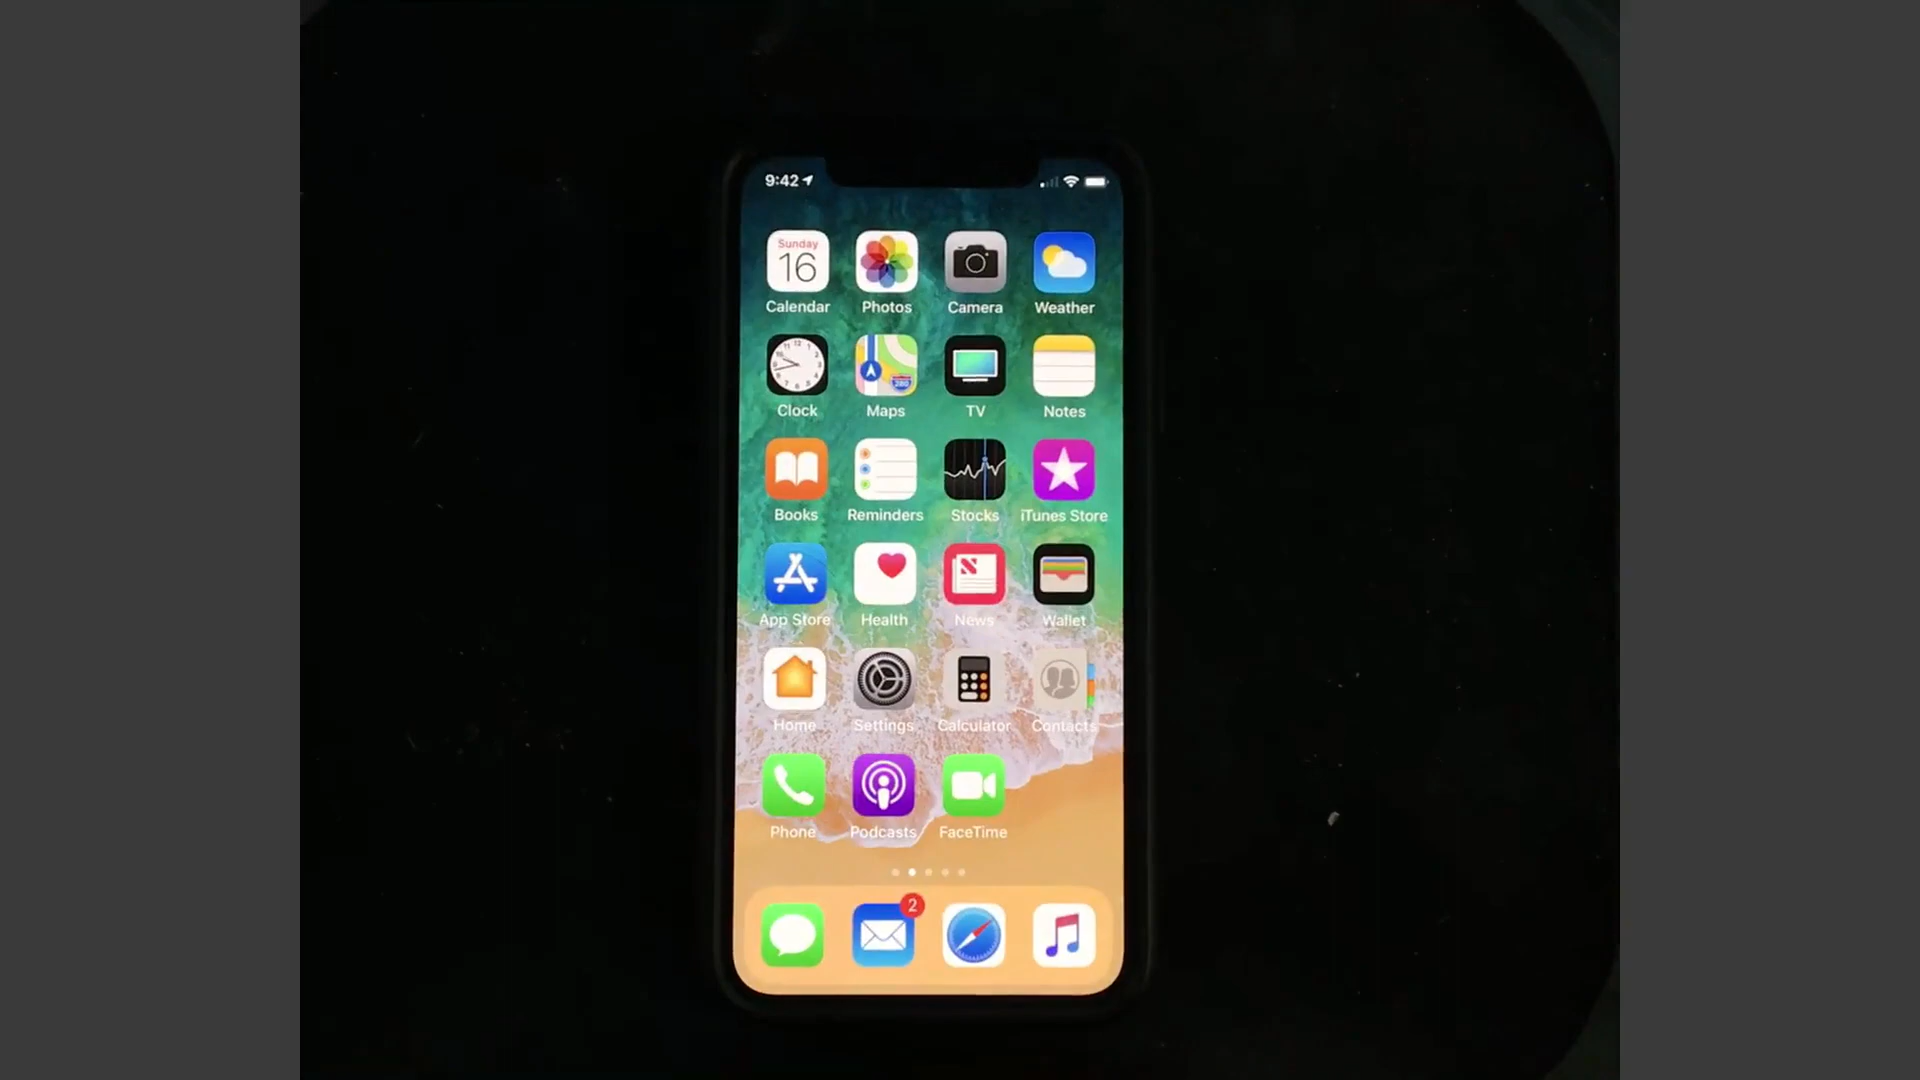 9:42
Sunday
16
Calendar
Photos
Camera
Weather
Clock
Maps
TV
Notes
Books
Reminders
Stocks
iTunes Store
App Store
Health
News
Wallet
Home
Settings
Calculator
Contacts
Phone
Podcasts
FaceTime
2